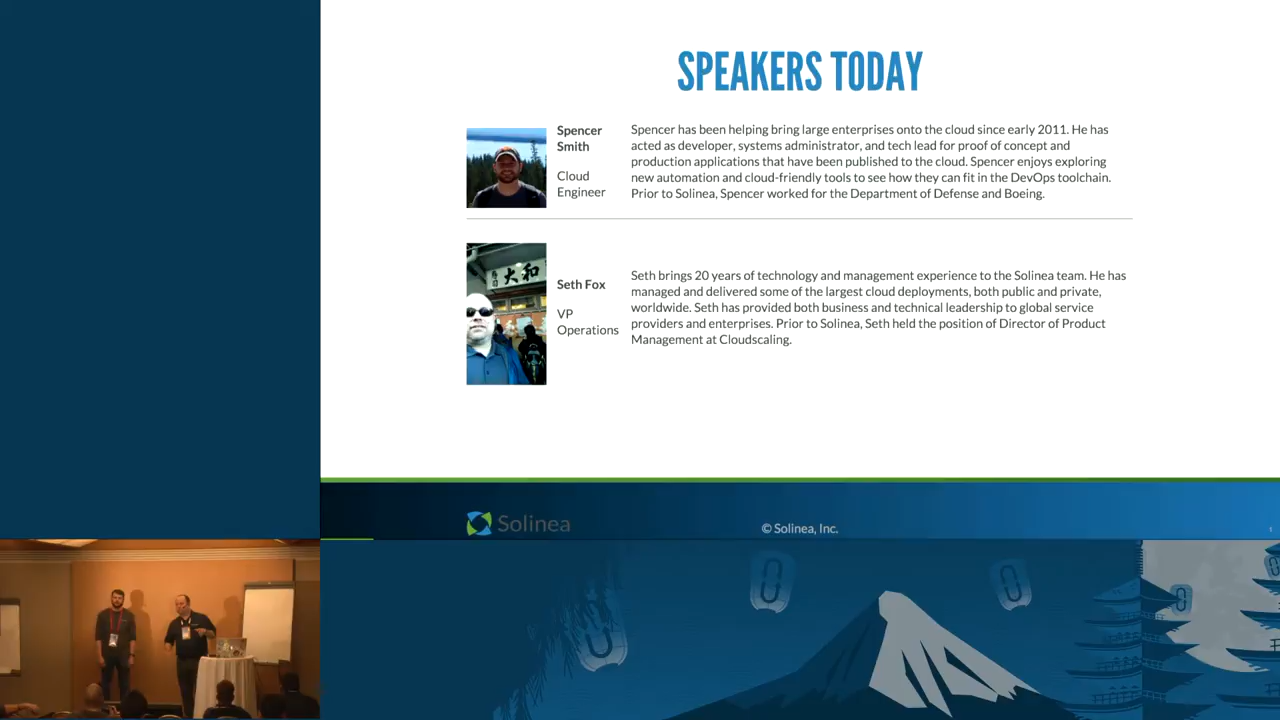 SPEAKERS TODAY
Spencer
Smith
Cloud
Engineer
Spencer has been helping bring large enterprises onto the cloud since early 2011. He has
acted as developer, systems administrator, and tech lead for proof of concept and
production applications that have been published to the cloud. Spencer enjoys exploring
new automation and cloud-friendly tools to see how they can fit in the DevOps toolchain.
Prior to Solinea, Spencer worked for the Department of Defense and Boeing.
大和
Seth Fox
VP
Operations
Seth brings 20 years of technology and management experience to the Solinea team. He has
managed and delivered some of the largest cloud deployments, both public and private,
worldwide. Seth has provided both business and technical leadership to global service
providers and enterprises. Prior to Solinea, Seth held the position of Director of Product
Management at Cloudscaling.
Solinea
© Solinea, Inc.